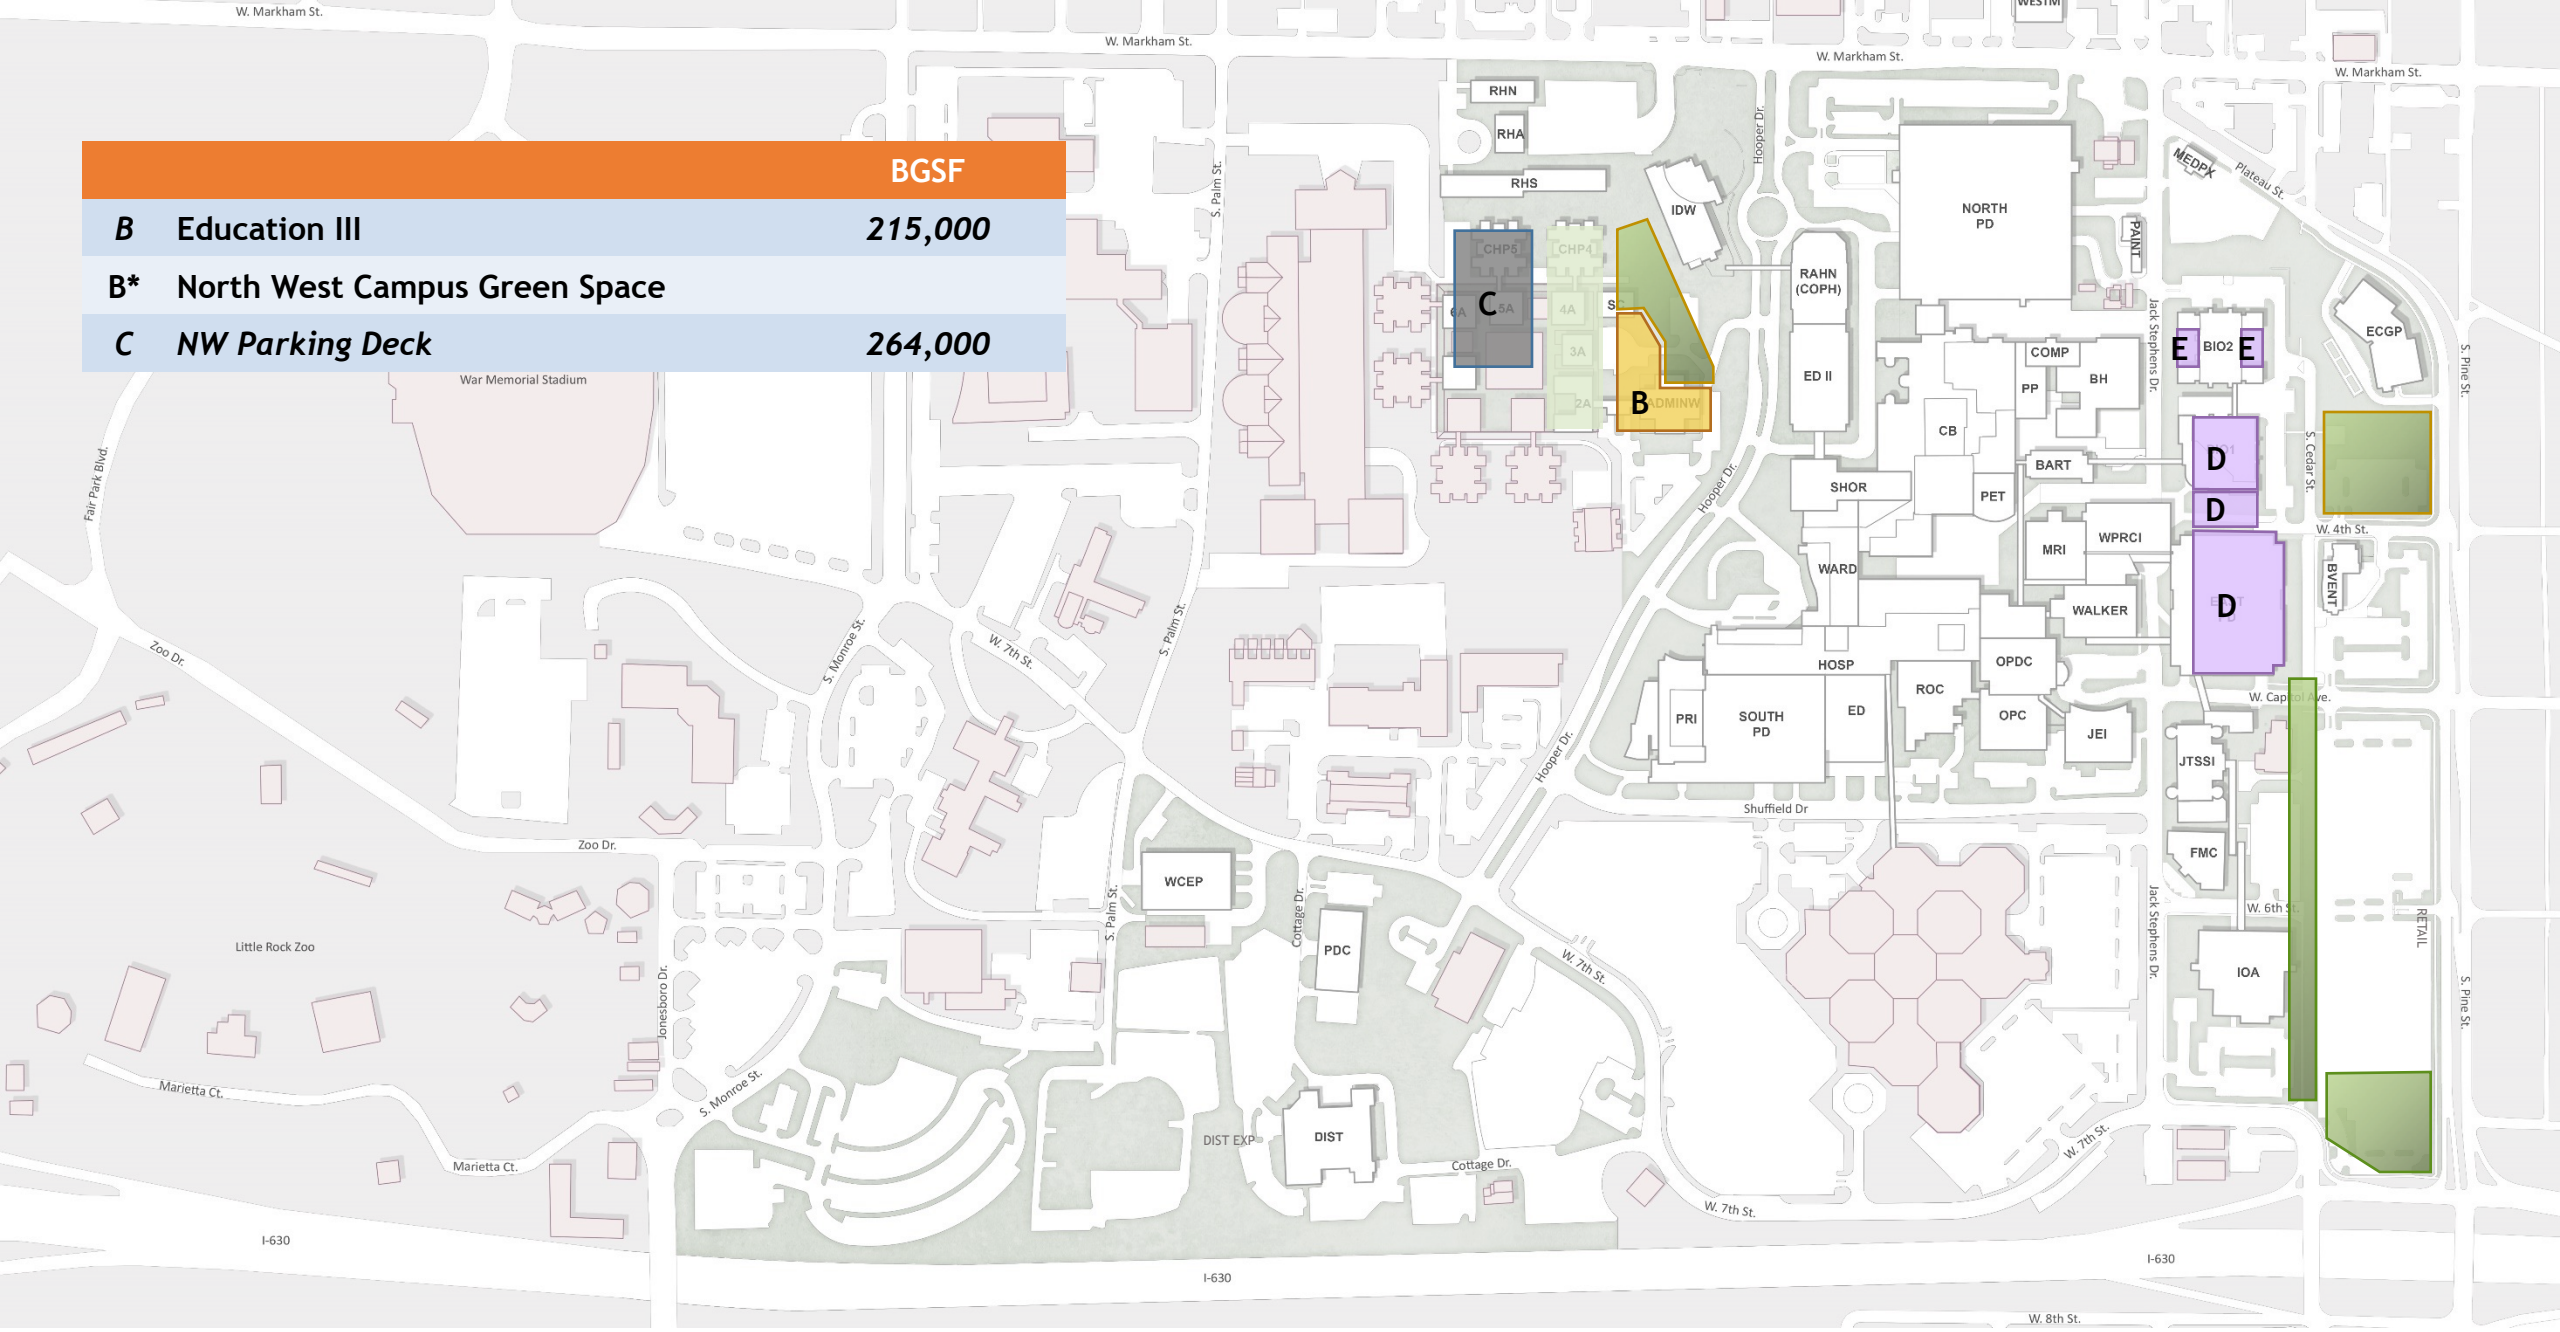 W. Markham St.
W. Markham St.
W. Markham St.
W. Markham St.
WESTM
BGSF
B Education III 215,000
B* North West Campus Green Space
C NW Parking Deck 264,000
War Memorial Stadium
Fair Park Blvd.
S. Palm St.
RHN
RHA
RHS
IDW
Hooper Dr.
NORTH
PD
MEDPX
Plateau St.
PAINT
CHP5
CHP4
C
6A
5A
4A
3A
2A
B
ADMINW
RAHN
(COPH)
ED II
COMP
PP
BH
CB
BART
SHOR
PET
Jack Stephens Dr.
E
BIO2
E
ECGP
S. Pine St.
D
D
D
S. Cedar St.
W. 4th St.
BVENT
Hooper Dr.
WARD
MRI
WPRCI
WALKER
HOSP
OPDC
ROC
OPC
JEI
PRI
SOUTH
PD
ED
W. Capitol Ave.
JTSSI
FMC
W. 6th St.
IOA
RETAIL
Jack Stephens Dr.
S. Pine St.
Shuffield Dr
Hooper Dr.
Zoo Dr.
S. Monroe St.
W. 7th St.
S. Palm St.
Zoo Dr.
WCEP
S. Palm St.
Cottage Dr.
PDC
W. 7th St.
Little Rock Zoo
Jonesboro Dr.
Marietta Ct.
S. Monroe St.
Marietta Ct.
DIST EXP
DIST
Cottage Dr.
W. 7th St.
W. 7th St.
I-630
I-630
I-630
W. 8th St.